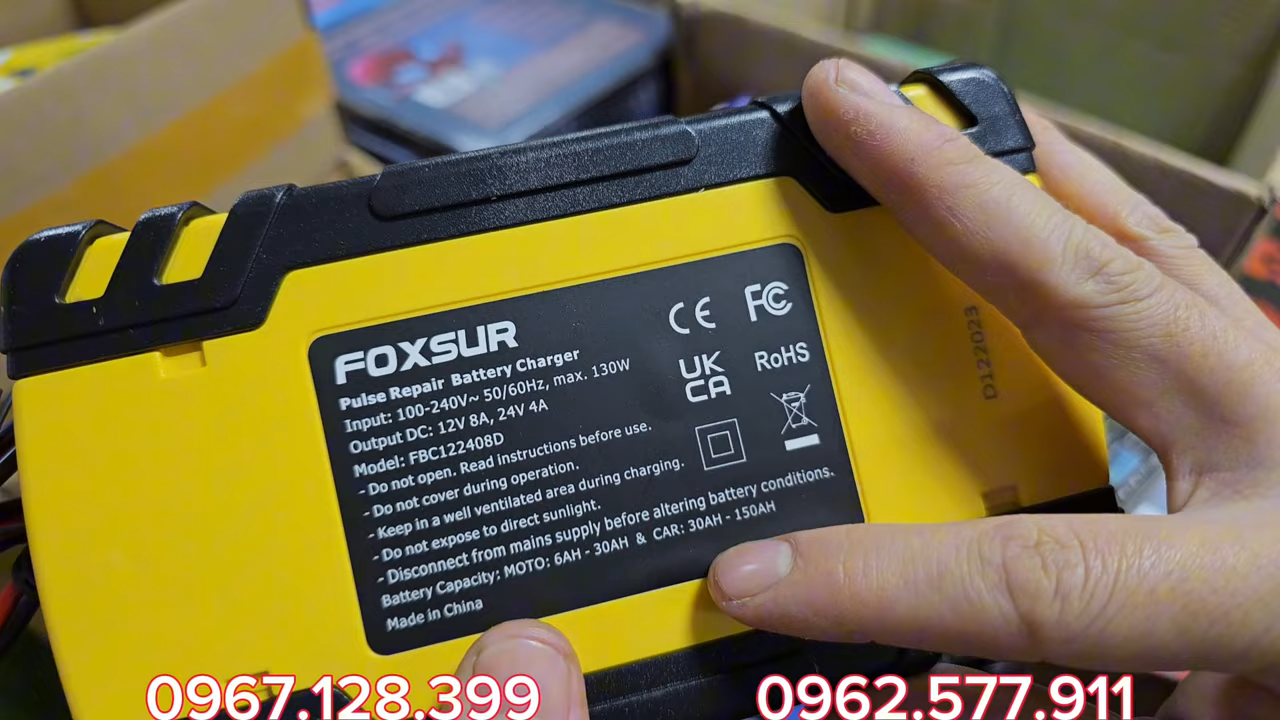 FOXSUR
Pulse Repair Battery Charger
Input: 100-240V~ 50/60Hz, max. 130W
Output DC: 12V 8A, 24V 4A
Model: FBC122408D
- Do not open. Read instructions before use.
- Do not cover during operation.
- Keep in a well ventilated area during charging.
- Do not expose to direct sunlight.
- Disconnect from mains supply before altering battery conditions.
Battery Capacity: MOTO: 6AH - 30AH & CAR: 30AH - 150AH
Made in China
CE FC
UK
CA
RoHS
D122023
0967.128.399 0962.577.911